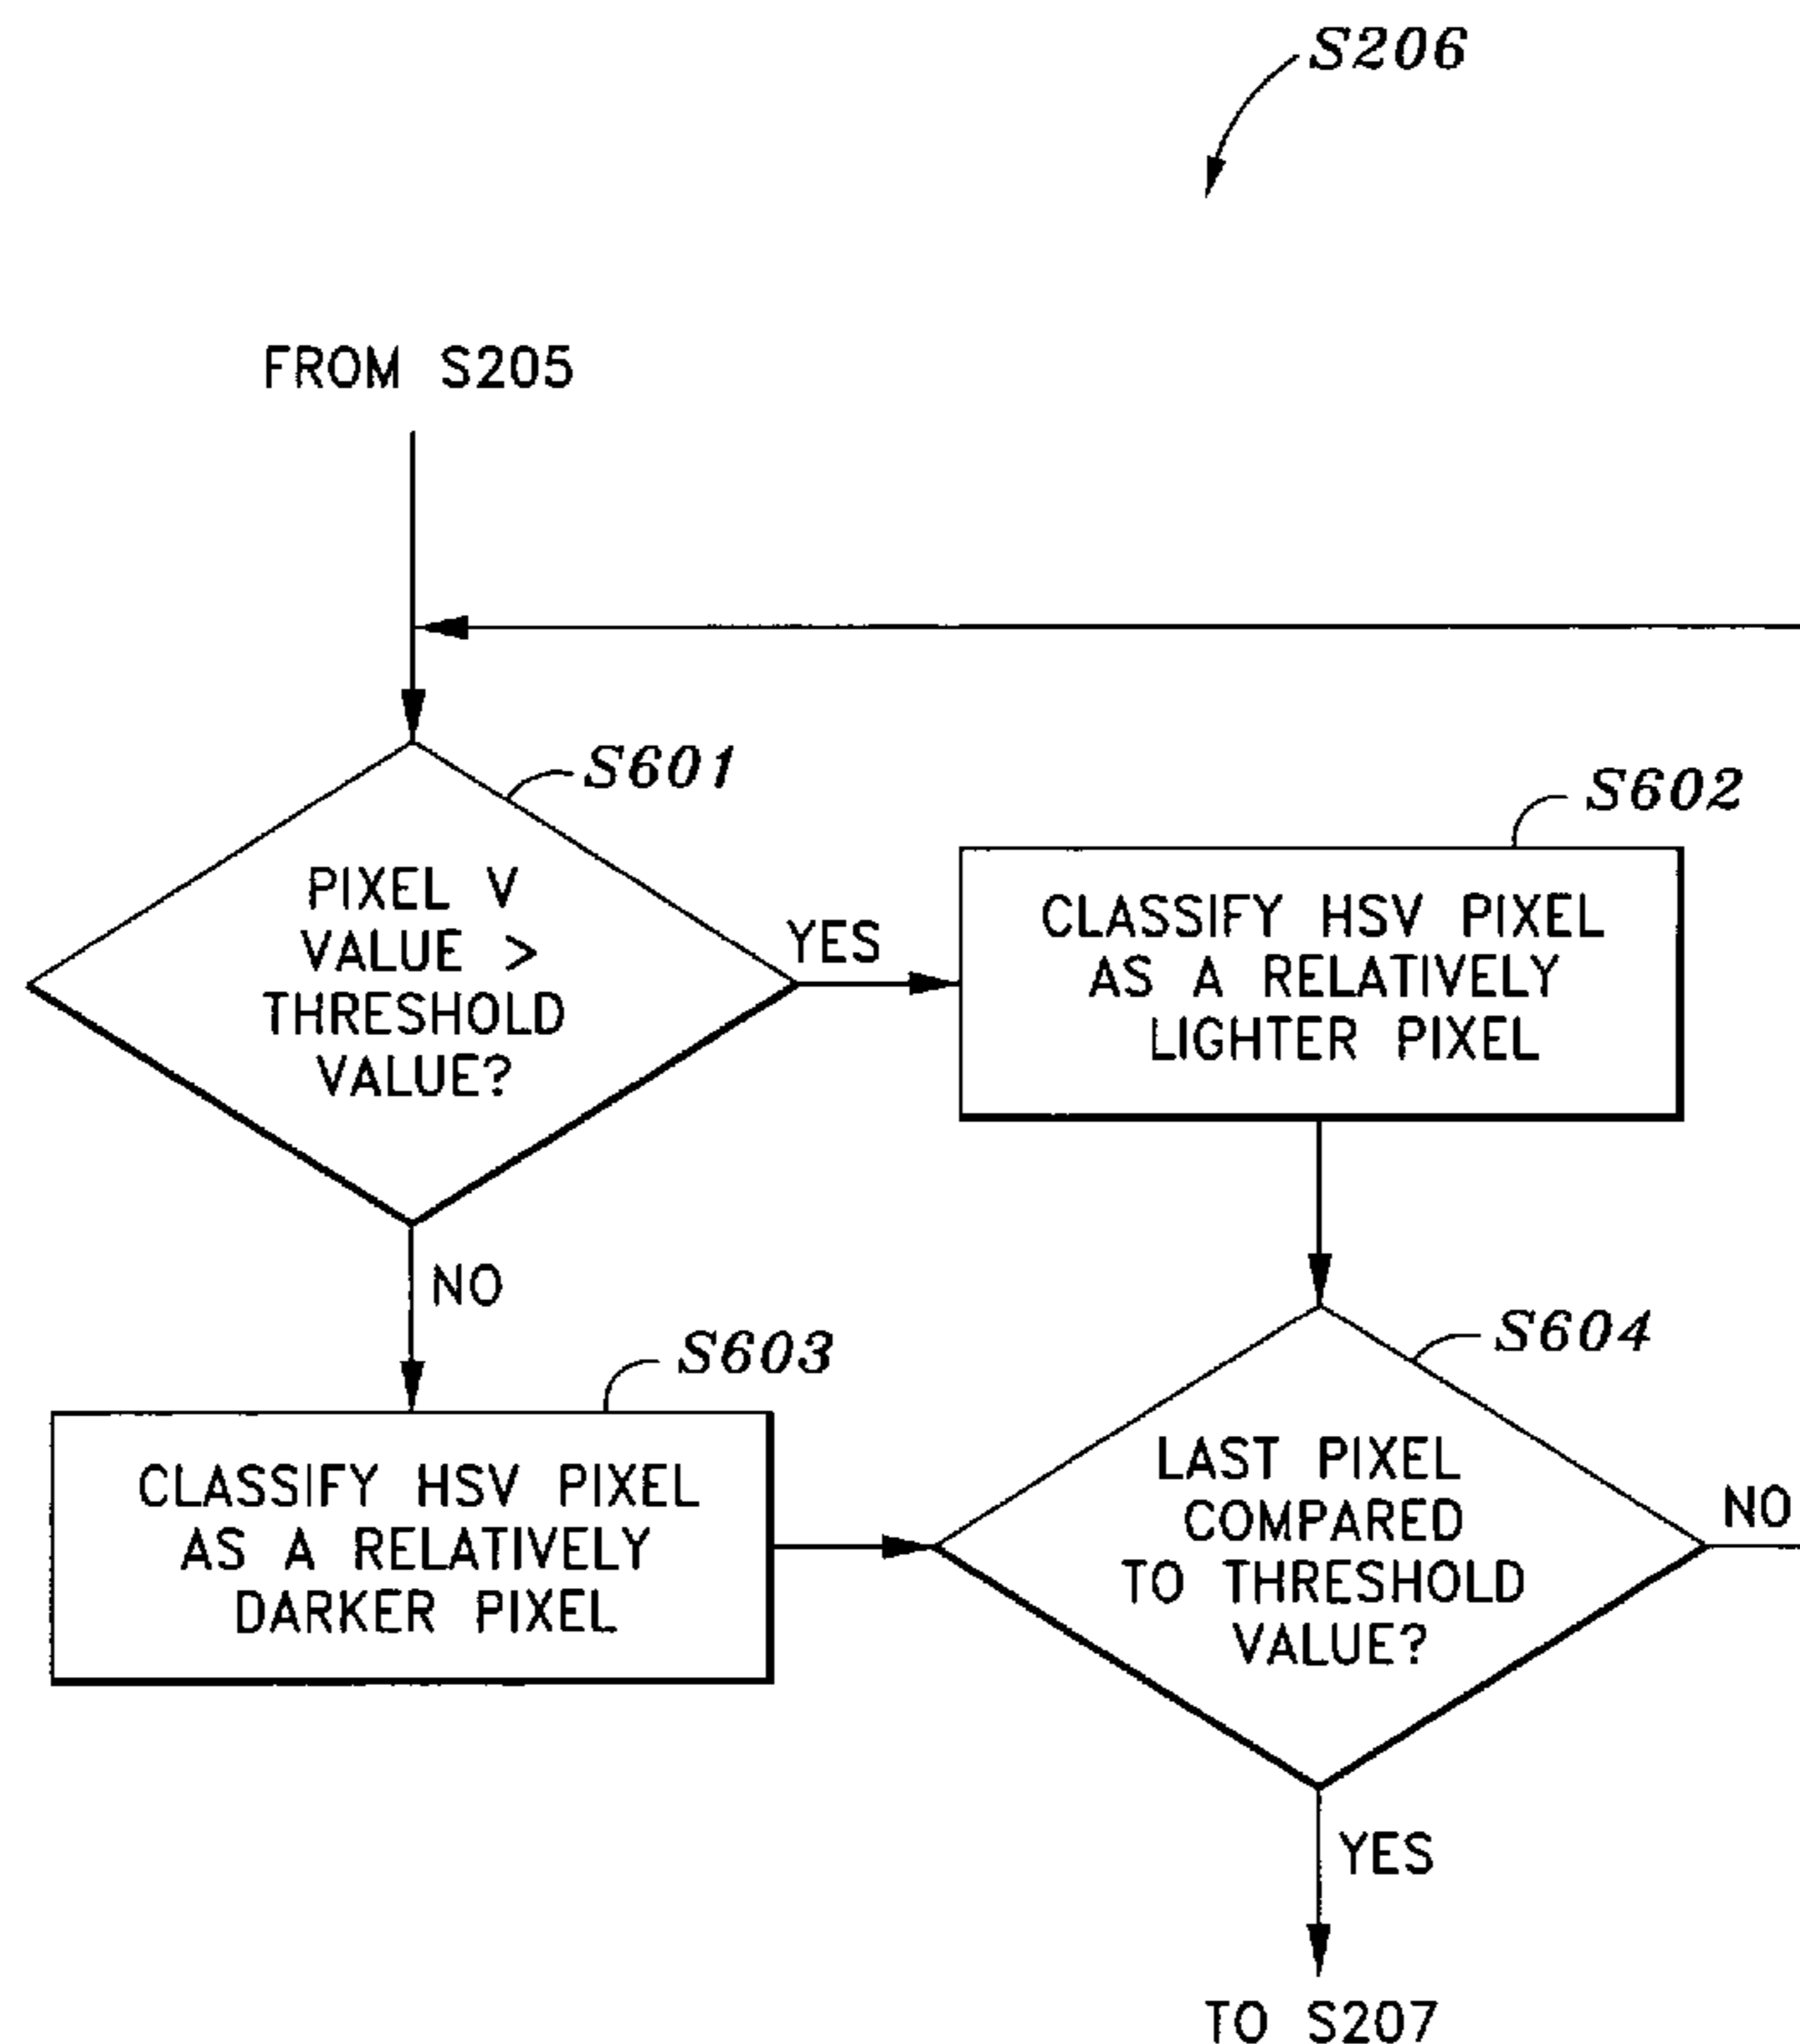 S206
FROM S205
S601
PIXEL V
VALUE >
THRESHOLD
VALUE?
YES
S602
CLASSIFY HSV PIXEL
AS A RELATIVELY
LIGHTER PIXEL
NO
S603
CLASSIFY HSV PIXEL
AS A RELATIVELY
DARKER PIXEL
S604
LAST PIXEL
COMPARED
TO THRESHOLD
VALUE?
NO
YES
TO S207